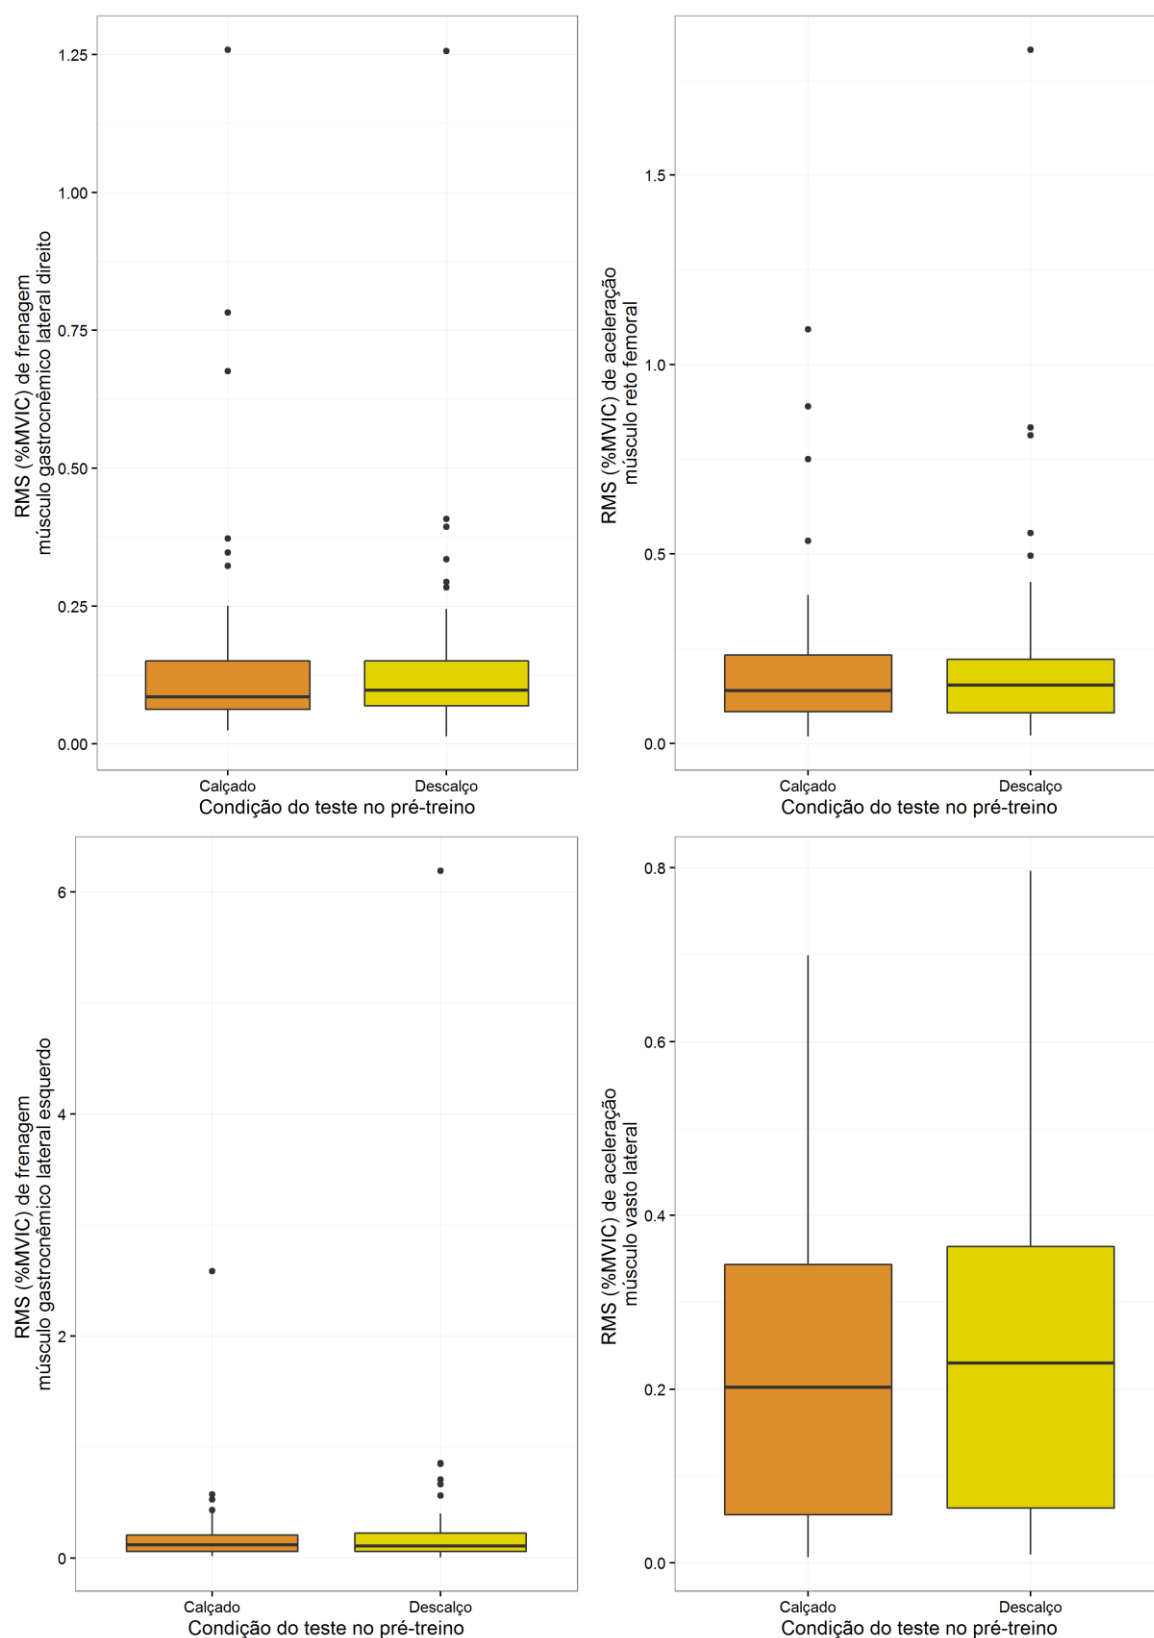 RMS (%MVIC) de frenagem
músculo gastrocnêmico lateral direito
1.25
1.00
0.75
0.50
0.25
0.00
Calçado
Descalço
Condição do teste no pré-treino
RMS (%MVIC) de aceleração
músculo reto femoral
1.5
1.0
0.5
0.0
Calçado
Descalço
Condição do teste no pré-treino
RMS (%MVIC) de frenagem
músculo gastrocnêmico lateral esquerdo
6
4
2
0
Calçado
Descalço
Condição do teste no pré-treino
RMS (%MVIC) de aceleração
músculo vasto lateral
0.8
0.6
0.4
0.2
0.0
Calçado
Descalço
Condição do teste no pré-treino